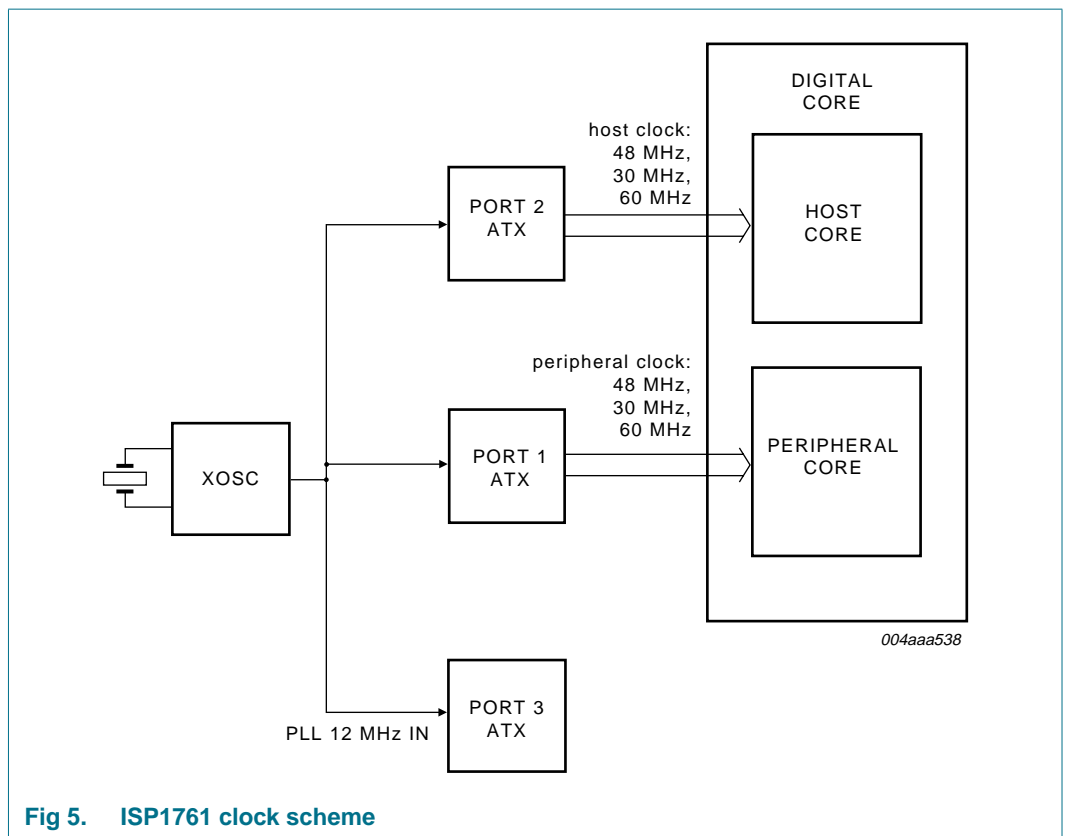 DIGITAL
CORE
host clock:
48 MHz,
30 MHz,
60 MHz
PORT 2
ATX
HOST
CORE
peripheral clock:
48 MHz,
30 MHz,
60 MHz
PORT 1
ATX
PERIPHERAL
CORE
XOSC
004aaa538
PORT 3
ATX
PLL 12 MHz IN
Fig 5. ISP1761 clock scheme